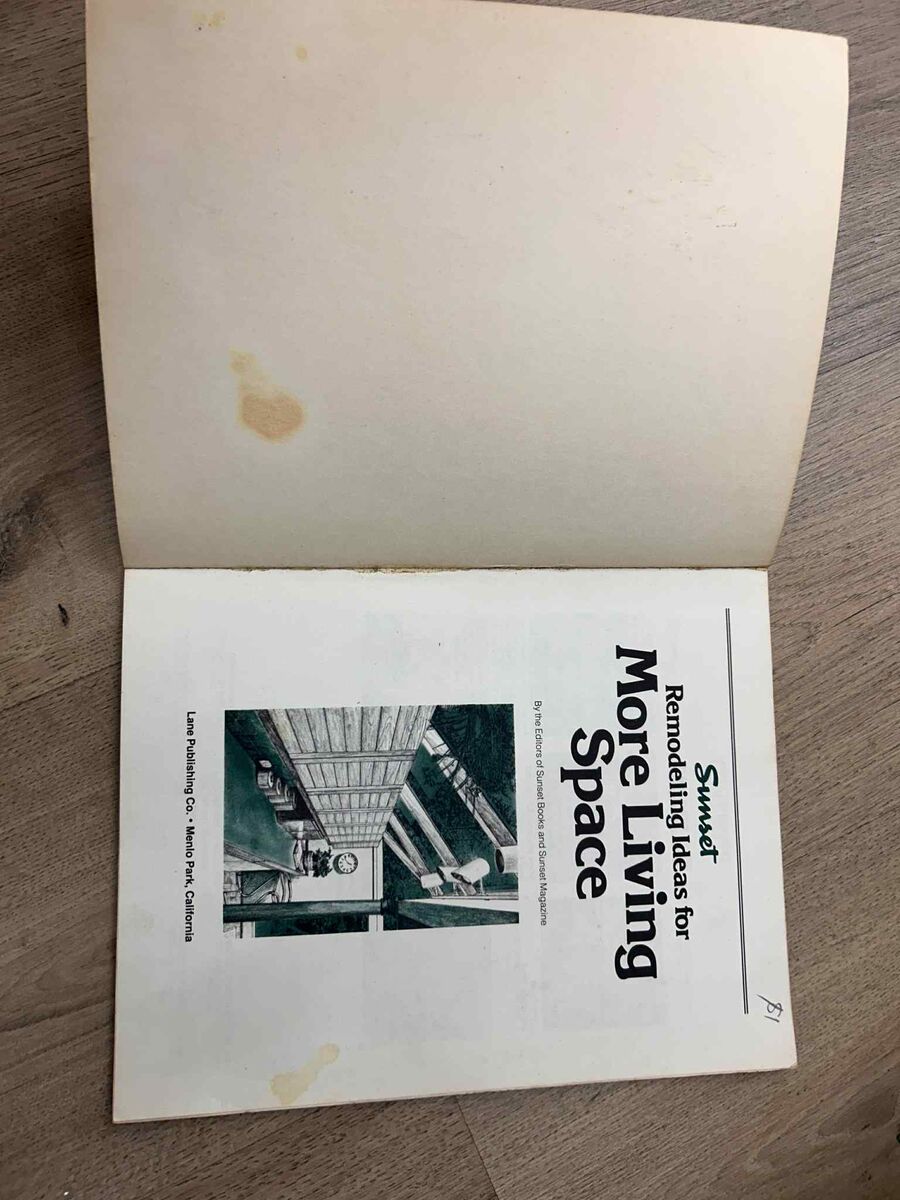 $1
Sunset
Remodeling Ideas for
More Living
Space
By the Editors of Sunset Books and Sunset Magazine
Lane Publishing Co. • Menlo Park, California